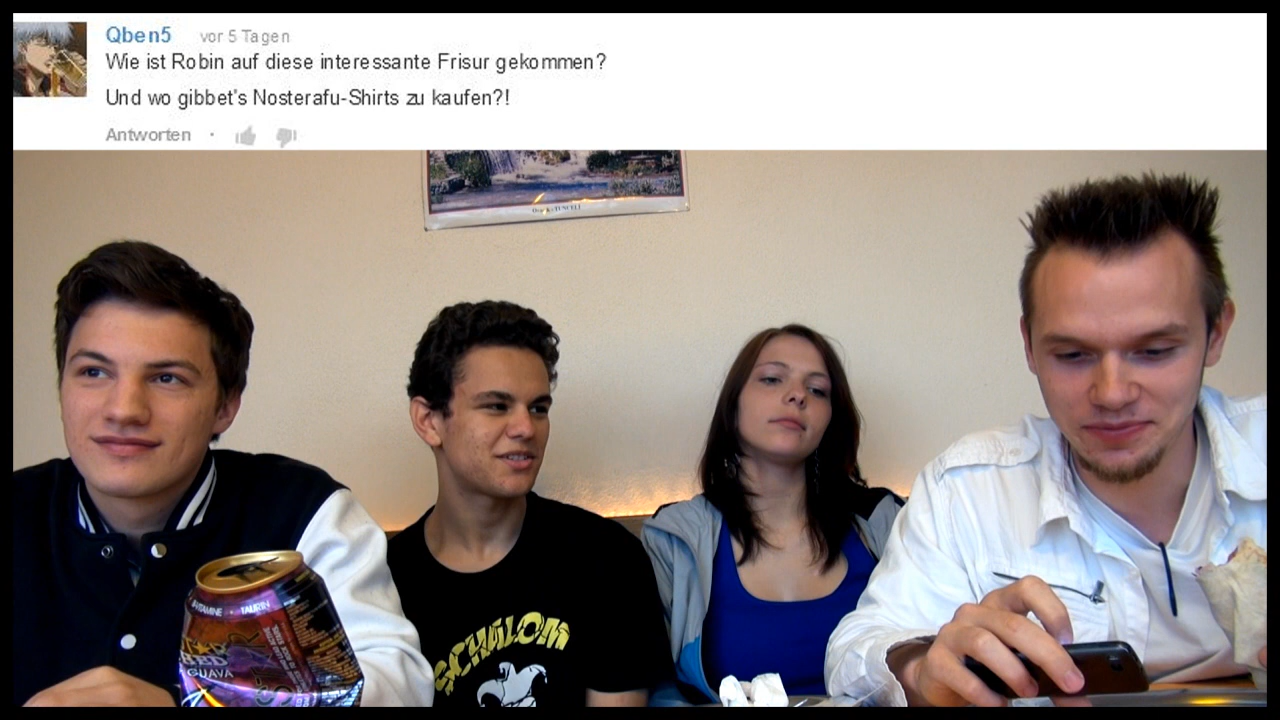 Qben5 vor 5 Tagen
Wie ist Robin auf diese interessante Frisur gekommen?
Und wo gibbet's Nosterafu-Shirts zu kaufen?!
Antworten
TAURIN
GUAVA
SCHALOM